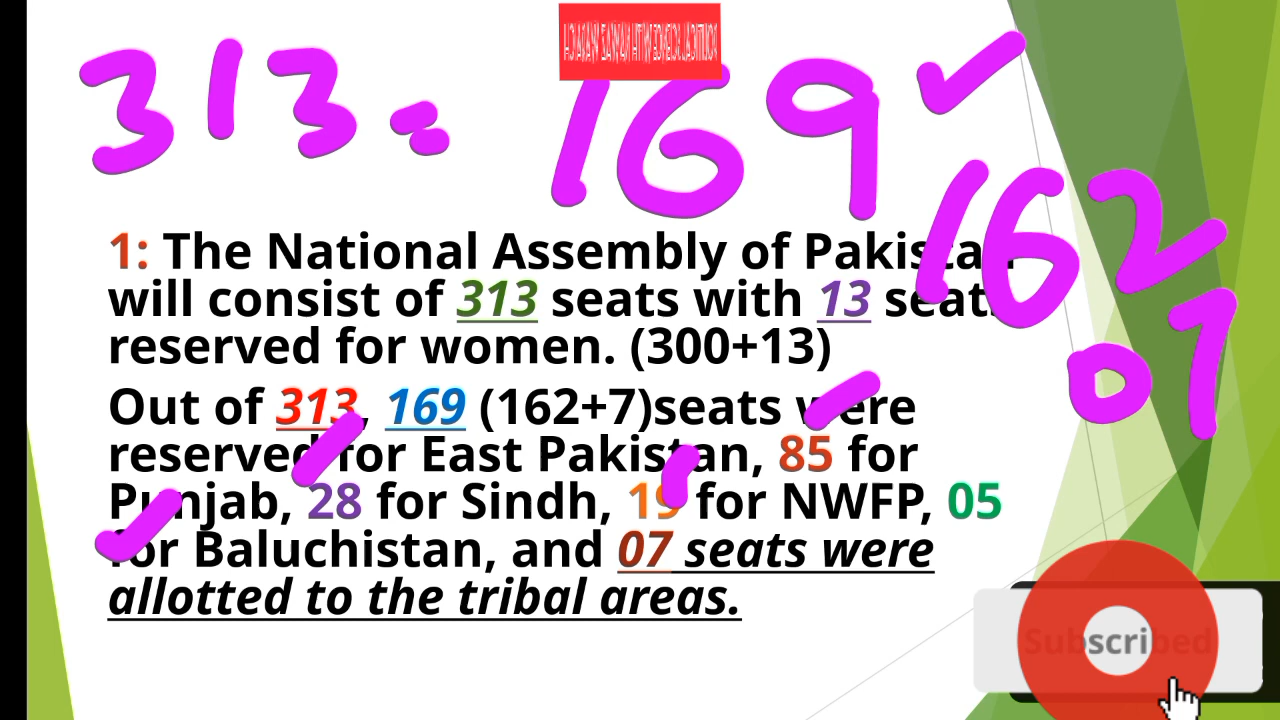 313 = 169
162
07
1: The National Assembly of Pakistan
will consist of 313 seats with 13 seats
reserved for women. (300+13)
Out of 313, 169 (162+7)seats were
reserved for East Pakistan, 85 for
Punjab, 28 for Sindh, 19 for NWFP, 05
for Baluchistan, and 07 seats were
allotted to the tribal areas.
Subscribed